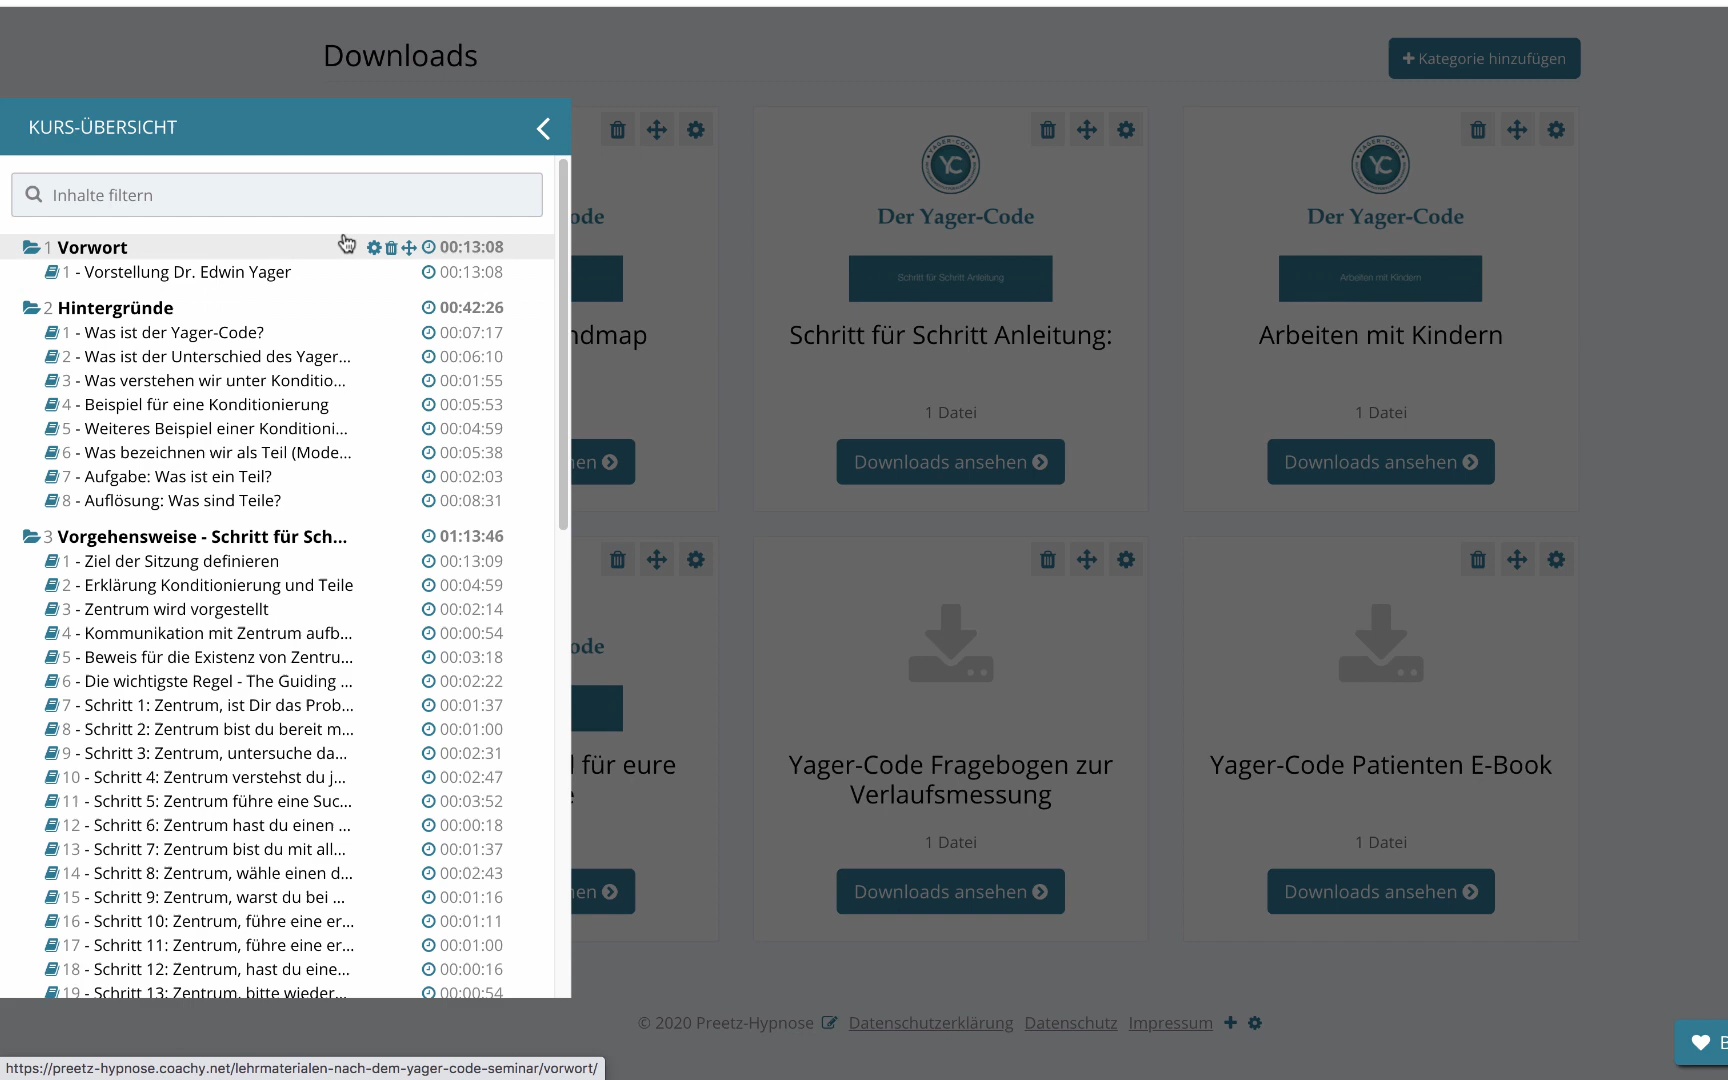 Downloads
Kategorie hinzufügen
KURS-ÜBERSICHT
Inhalte filtern
1 Vorwort 00:13:08
1 - Vorstellung Dr. Edwin Yager 00:13:08
2 Hintergründe 00:42:26
1 - Was ist der Yager-Code? 00:07:17
2 - Was ist der Unterschied des Yager... 00:06:10
3 - Was verstehen wir unter Konditio... 00:01:55
4 - Beispiel für eine Konditionierung 00:05:53
5 - Weiteres Beispiel einer Konditioni... 00:04:59
6 - Was bezeichnen wir als Teil (Mode... 00:05:38
7 - Aufgabe: Was ist ein Teil? 00:02:03
8 - Auflösung: Was sind Teile? 00:08:31
3 Vorgehensweise - Schritt für Sch... 01:13:46
1 - Ziel der Sitzung definieren 00:13:09
2 - Erklärung Konditionierung und Teile 00:04:59
3 - Zentrum wird vorgestellt 00:02:14
4 - Kommunikation mit Zentrum aufb... 00:00:54
5 - Beweis für die Existenz von Zentru... 00:03:18
6 - Die wichtigste Regel - The Guiding ... 00:02:22
7 - Schritt 1: Zentrum, ist Dir das Prob... 00:01:37
8 - Schritt 2: Zentrum bist du bereit m... 00:01:00
9 - Schritt 3: Zentrum, untersuche da... 00:02:31
10 - Schritt 4: Zentrum verstehst du j... 00:02:47
11 - Schritt 5: Zentrum führe eine Suc... 00:03:52
12 - Schritt 6: Zentrum hast du einen ... 00:00:18
13 - Schritt 7: Zentrum bist du mit all... 00:01:37
14 - Schritt 8: Zentrum, wähle einen d... 00:02:43
15 - Schritt 9: Zentrum, warst du bei ... 00:01:16
16 - Schritt 10: Zentrum, führe eine er... 00:01:11
17 - Schritt 11: Zentrum, führe eine er... 00:01:00
18 - Schritt 12: Zentrum, hast du eine... 00:00:16
19 - Schritt 13: Zentrum, bitte wieder... 00:00:54
ode
ndmap
en
YAGER-CODE
YC
Der Yager-Code
Schritt für Schritt Anleitung
Schritt für Schritt Anleitung:
1 Datei
Downloads ansehen
YAGER-CODE
YC
Der Yager-Code
Arbeiten mit Kindern
Arbeiten mit Kindern
1 Datei
Downloads ansehen
ode
l für eure
en
Yager-Code Fragebogen zur
Verlaufsmessung
1 Datei
Downloads ansehen
Yager-Code Patienten E-Book
1 Datei
Downloads ansehen
© 2020 Preetz-Hypnose Datenschutzerklärung Datenschutz Impressum
https://preetz-hypnose.coachy.net/lehrmaterialen-nach-dem-yager-code-seminar/vorwort/